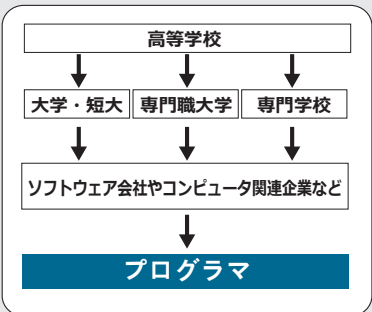 高等学校
大学・短大 専門職大学 専門学校
ソフトウェア会社やコンピュータ関連企業など
プログラマ